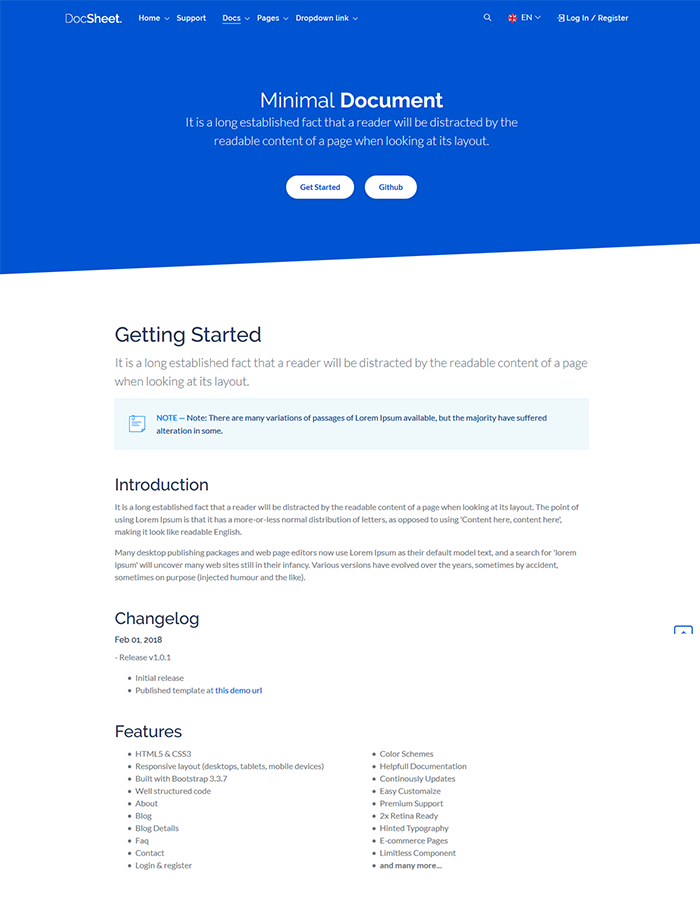 DocSheet. Home Support Docs Pages Dropdown link EN Log In / Register
Minimal Document
It is a long established fact that a reader will be distracted by the
readable content of a page when looking at its layout.
Get Started Github
Getting Started
It is a long established fact that a reader will be distracted by the readable content of a page
when looking at its layout.
NOTE — Note: There are many variations of passages of Lorem Ipsum available, but the majority have suffered
alteration in some.
Introduction
It is a long established fact that a reader will be distracted by the readable content of a page when looking at its layout. The point of
using Lorem Ipsum is that it has a more-or-less normal distribution of letters, as opposed to using 'Content here, content here',
making it look like readable English.
Many desktop publishing packages and web page editors now use Lorem Ipsum as their default model text, and a search for 'lorem
ipsum' will uncover many web sites still in their infancy. Various versions have evolved over the years, sometimes by accident,
sometimes on purpose (injected humour and the like).
Changelog
Feb 01, 2018
- Release v1.0.1
• Initial release
• Published template at this demo url
Features
• HTML5 & CSS3
• Responsive layout (desktops, tablets, mobile devices)
• Built with Bootstrap 3.3.7
• Well structured code
• About
• Blog
• Blog Details
• Faq
• Contact
• Login & register
• Color Schemes
• Helpfull Documentation
• Continously Updates
• Easy Customaize
• Premium Support
• 2x Retina Ready
• Hinted Typography
• E-commerce Pages
• Limitless Component
• and many more...